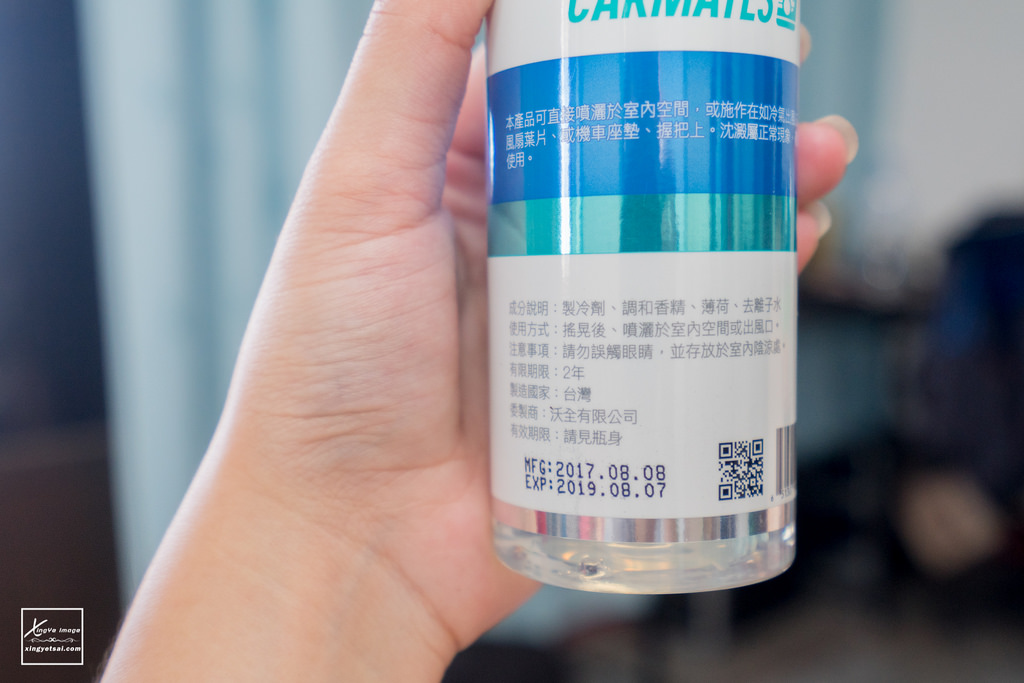 CARMATES
本產品可直接噴灑於室內空間，或施作在如冷氣出
風扇葉片、或機車座墊、握把上。沈澱屬正常現象
使用。
成分說明：製冷劑、調和香精、薄荷、去離子水
使用方式：搖晃後、噴灑於室內空間或出風口。
注意事項：請勿誤觸眼睛，並存放於室內陰涼處。
有限期限：2年
製造國家：台灣
委製商：沃全有限公司
有效期限：請見瓶身
MFG:2017.08.08
EXP:2019.08.07
XingYe image
xingyetsai.com